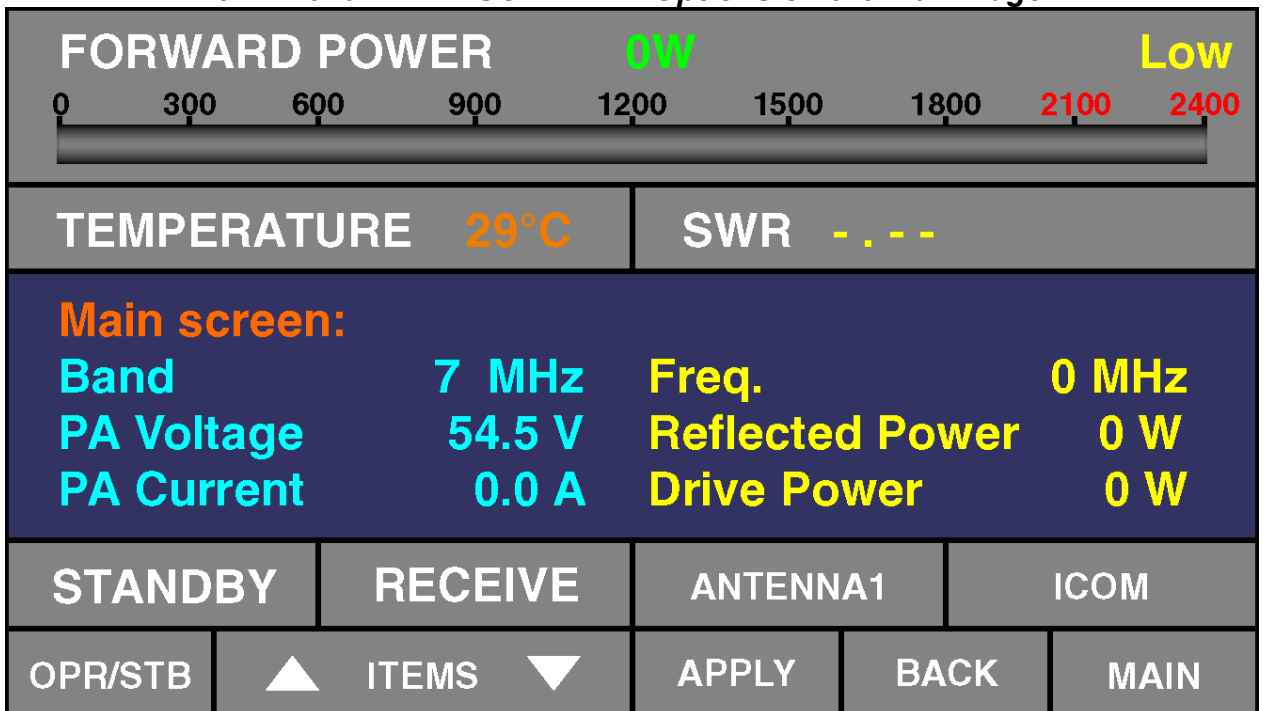 FORWARD POWER 0W Low
0 300 600 900 1200 1500 1800 2100 2400
TEMPERATURE 29°C SWR -.--
Main screen:
Band 7 MHz Freq. 0 MHz
PA Voltage 54.5 V Reflected Power 0 W
PA Current 0.0 A Drive Power 0 W
STANDBY RECEIVE ANTENNA1 ICOM
OPR/STB ▲ ITEMS ▼ APPLY BACK MAIN